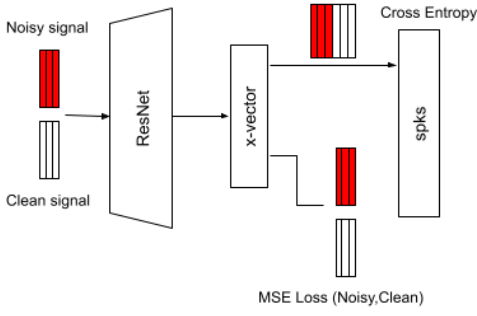 Noisy signal
Clean signal
ResNet
x-vector
Cross Entropy
spks
MSE Loss (Noisy,Clean)